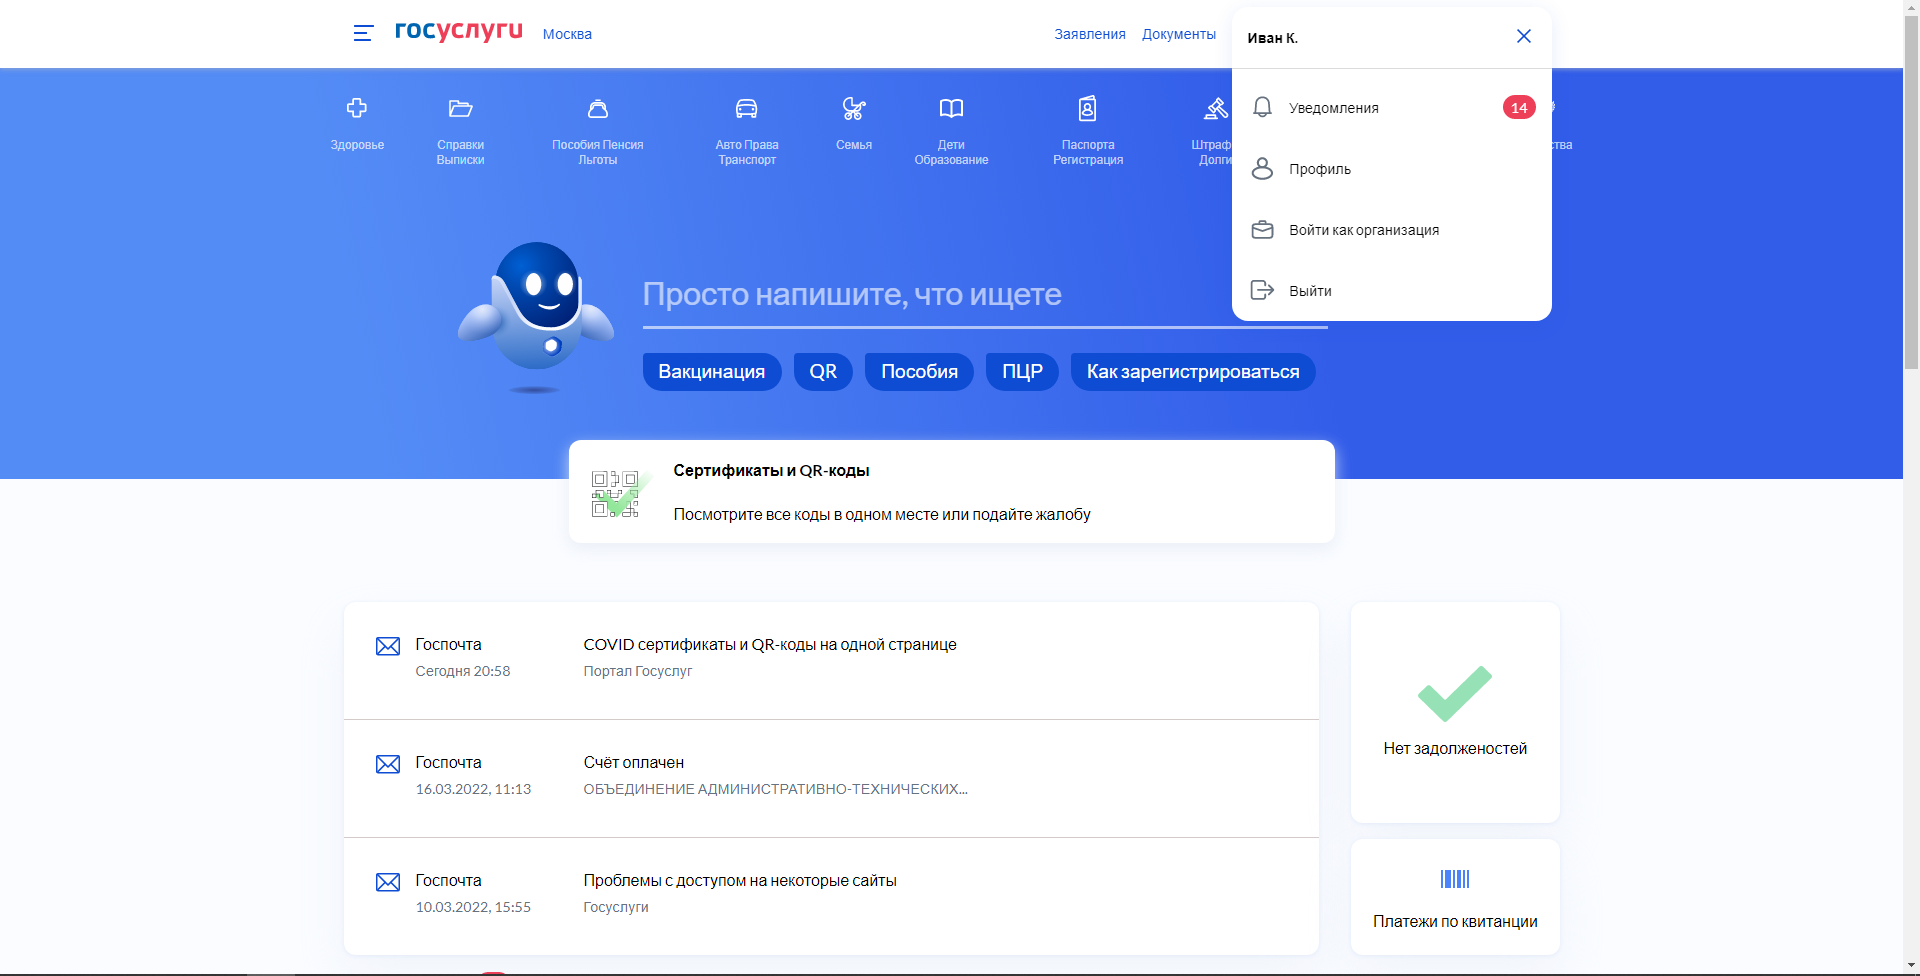 госуслуги Москва Заявления Документы
Иван К.
Уведомления 14
Профиль
Войти как организация
Выйти
Здоровье
Справки
Выписки
Пособия Пенсия
Льготы
Авто Права
Транспорт
Семья
Дети
Образование
Паспорта
Регистрация
Штраф
Долги
ства
Просто напишите, что ищете
Вакцинация QR Пособия ПЦР Как зарегистрироваться
Сертификаты и QR-коды
Посмотрите все коды в одном месте или подайте жалобу
Госпочта COVID сертификаты и QR-коды на одной странице
Сегодня 20:58 Портал Госуслуг
Госпочта Счёт оплачен
16.03.2022, 11:13 ОБЪЕДИНЕНИЕ АДМИНИСТРАТИВНО-ТЕХНИЧЕСКИХ...
Госпочта Проблемы с доступом на некоторые сайты
10.03.2022, 15:55 Госуслуги
Нет задолженостей
Платежи по квитанции